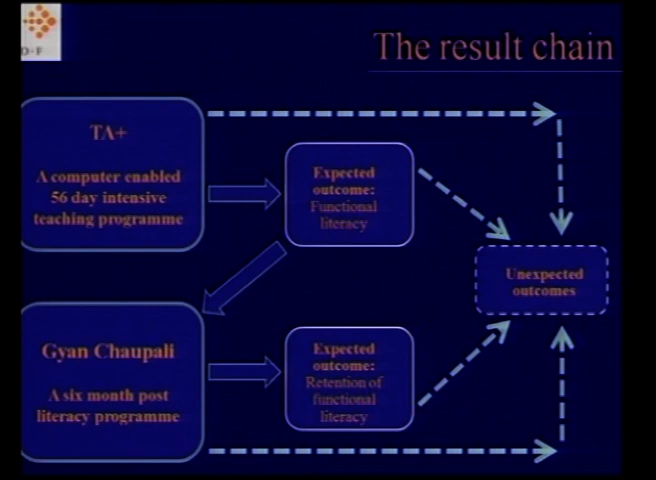 The result chain
TA+
A computer enabled
56 day intensive
teaching programme
Expected
outcome:
Functional
literacy
Unexpected
outcomes
Gyan Chaupali
A six month post
literacy programme
Expected
outcome:
Retention of
functional
literacy